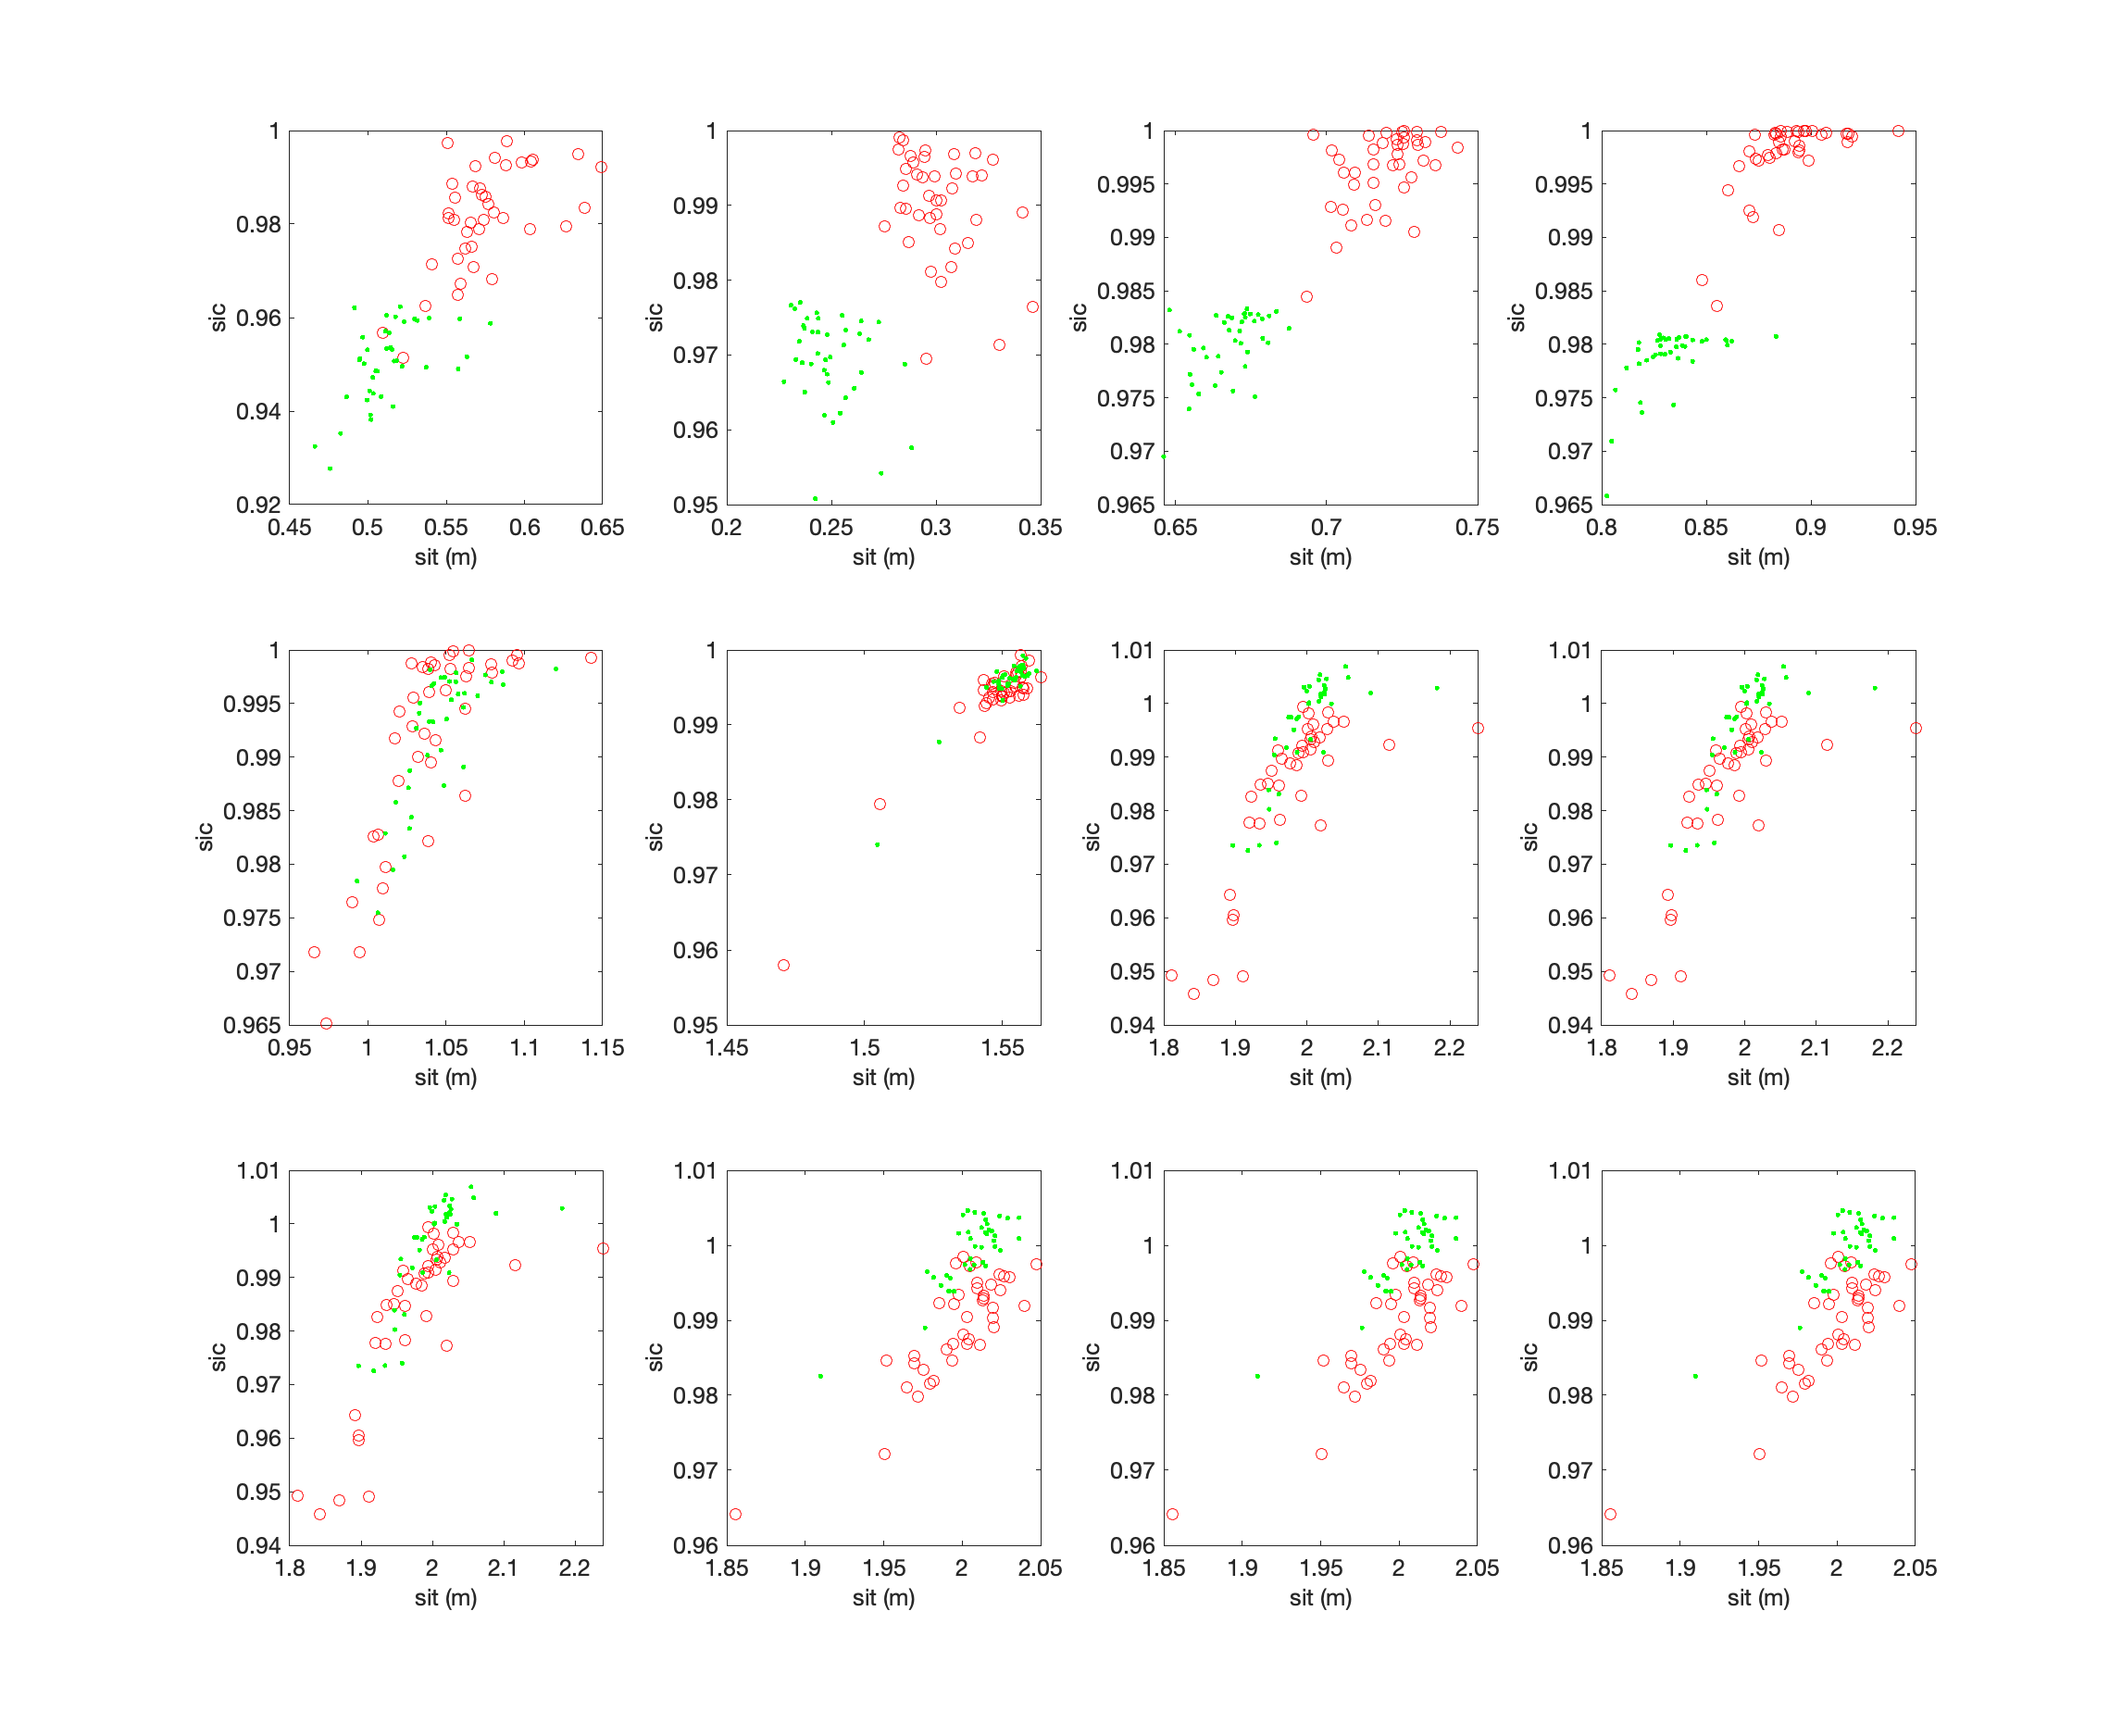 1 1 1 1
0.98 0.99 0.995 0.995
0.96 0.98 0.99 0.99
0.985 0.985
0.94 0.97 0.98 0.98
0.96 0.975 0.975
0.97 0.97
0.92 0.95 0.965 0.965
sic sic sic sic
0.45 0.5 0.55 0.6 0.65 0.2 0.25 0.3 0.35 0.65 0.7 0.75 0.8 0.85 0.9 0.95
sit (m) sit (m) sit (m) sit (m)
1 1 1.01 1.01
0.995 0.99 1 1
0.99 0.98 0.99 0.99
0.985 0.98 0.98
0.98 0.97 0.97 0.97
0.975 0.96 0.96 0.96
0.97 0.95 0.95
0.965 0.95 0.94 0.94
sic sic sic sic
0.95 1 1.05 1.1 1.15 1.45 1.5 1.55 1.8 1.9 2 2.1 2.2 1.8 1.9 2 2.1 2.2
sit (m) sit (m) sit (m) sit (m)
1.01 1.01 1.01 1.01
1 1 1 1
0.99 0.99 0.99 0.99
0.98 0.98 0.98 0.98
0.97 0.97 0.97 0.97
0.96
0.95
0.94 0.96 0.96 0.96
sic sic sic sic
1.8 1.9 2 2.1 2.2 1.85 1.9 1.95 2 2.05 1.85 1.9 1.95 2 2.05 1.85 1.9 1.95 2 2.05
sit (m) sit (m) sit (m) sit (m)